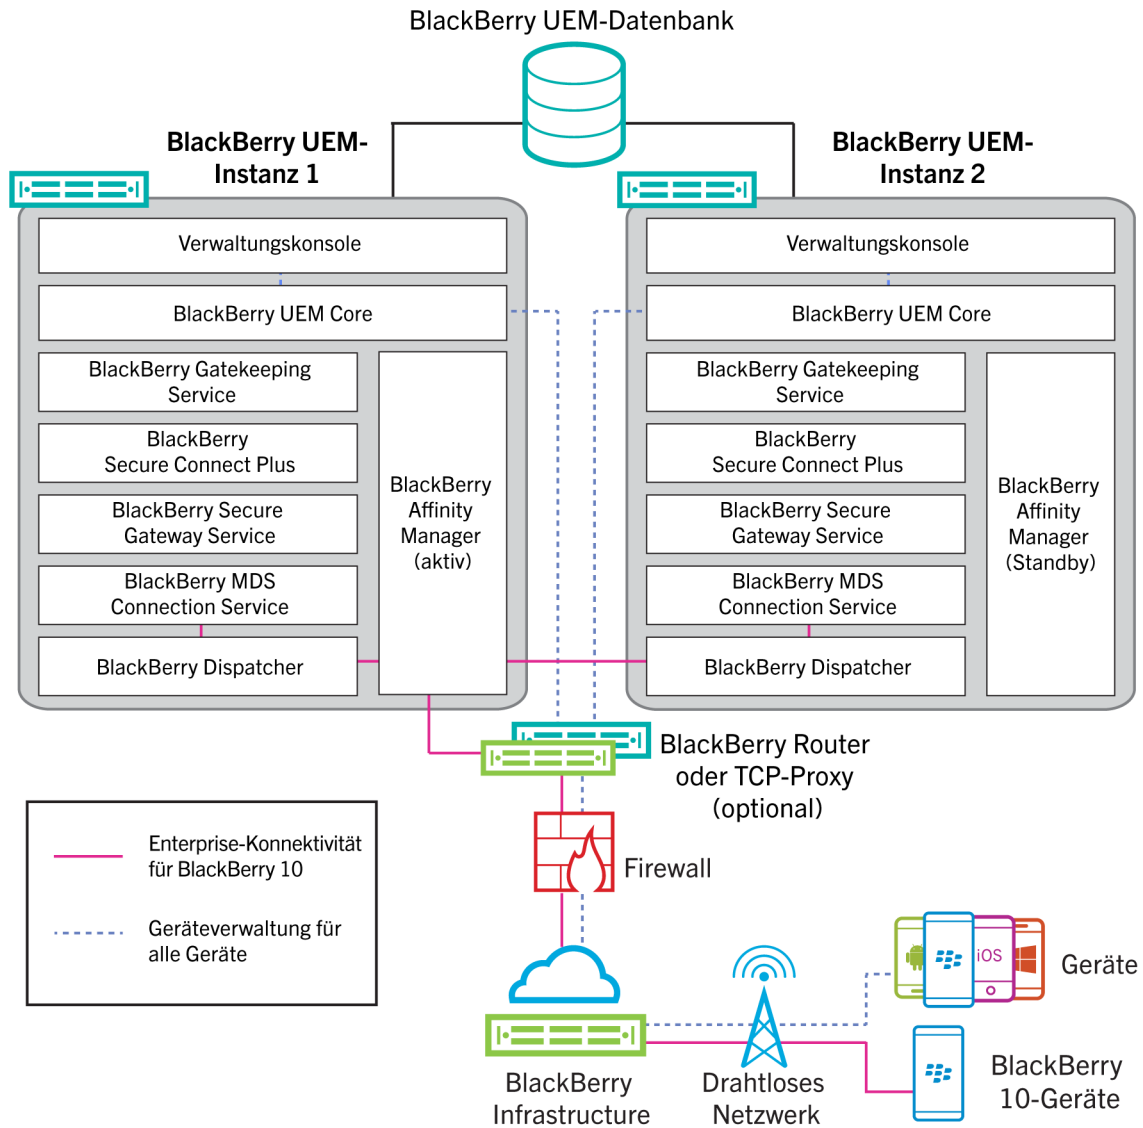 BlackBerry UEM-Datenbank
BlackBerry UEM-
Instanz 1
BlackBerry UEM-
Instanz 2
Verwaltungskonsole
BlackBerry UEM Core
BlackBerry Gatekeeping
Service
BlackBerry
Secure Connect Plus
BlackBerry Secure
Gateway Service
BlackBerry MDS
Connection Service
BlackBerry Dispatcher
BlackBerry
Affinity
Manager
(aktiv)
Verwaltungskonsole
BlackBerry UEM Core
BlackBerry Gatekeeping
Service
BlackBerry
Secure Connect Plus
BlackBerry Secure
Gateway Service
BlackBerry MDS
Connection Service
BlackBerry Dispatcher
BlackBerry
Affinity
Manager
(Standby)
BlackBerry Router
oder TCP-Proxy
(optional)
Enterprise-Konnektivität
für BlackBerry 10
Geräteverwaltung für
alle Geräte
Firewall
iOS
Geräte
BlackBerry
Infrastructure
Drahtloses
Netzwerk
BlackBerry
10-Geräte